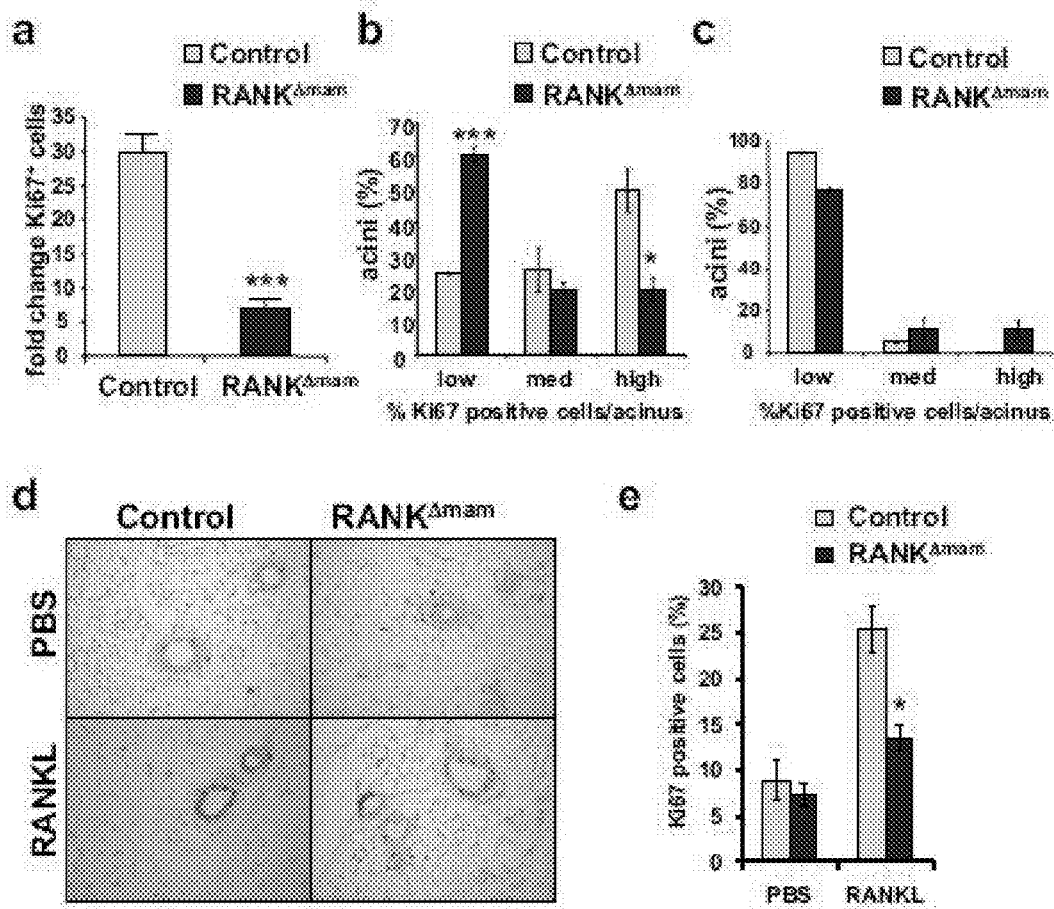 a
Control
RANKΔmam
fold change Ki67+ cells
35
30
25
20
15
10
5
0
***
Control RANKΔmam
b
Control
RANKΔmam
acini (%)
70
60
50
40
30
20
10
0
***
*
low med high
% Ki67 positive cells/acinus
c
Control
RANKΔmam
acini (%)
100
80
60
40
20
0
low med high
%Ki67 positive cells/acinus
d
Control RANKΔmam
PBS
RANKL
e
Control
RANKΔmam
Ki67 positive cells (%)
30
25
20
15
10
5
0
*
PBS RANKL